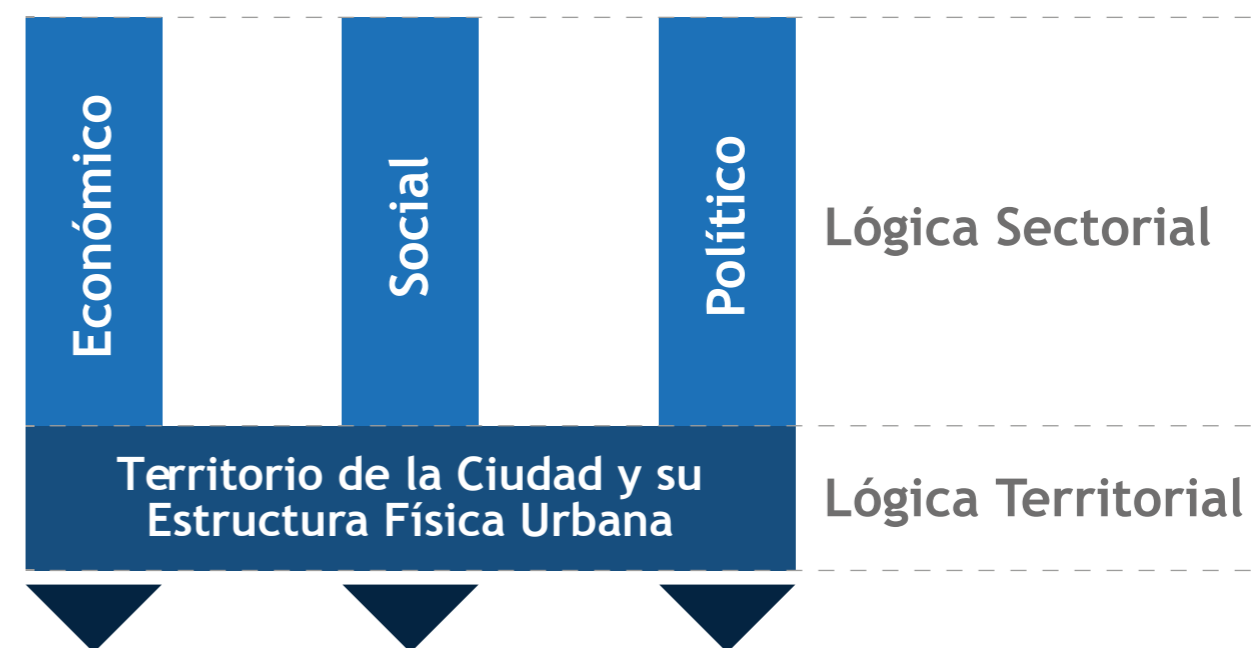 Económico
Social
Político
Lógica Sectorial
Territorio de la Ciudad y su
Estructura Física Urbana
Lógica Territorial